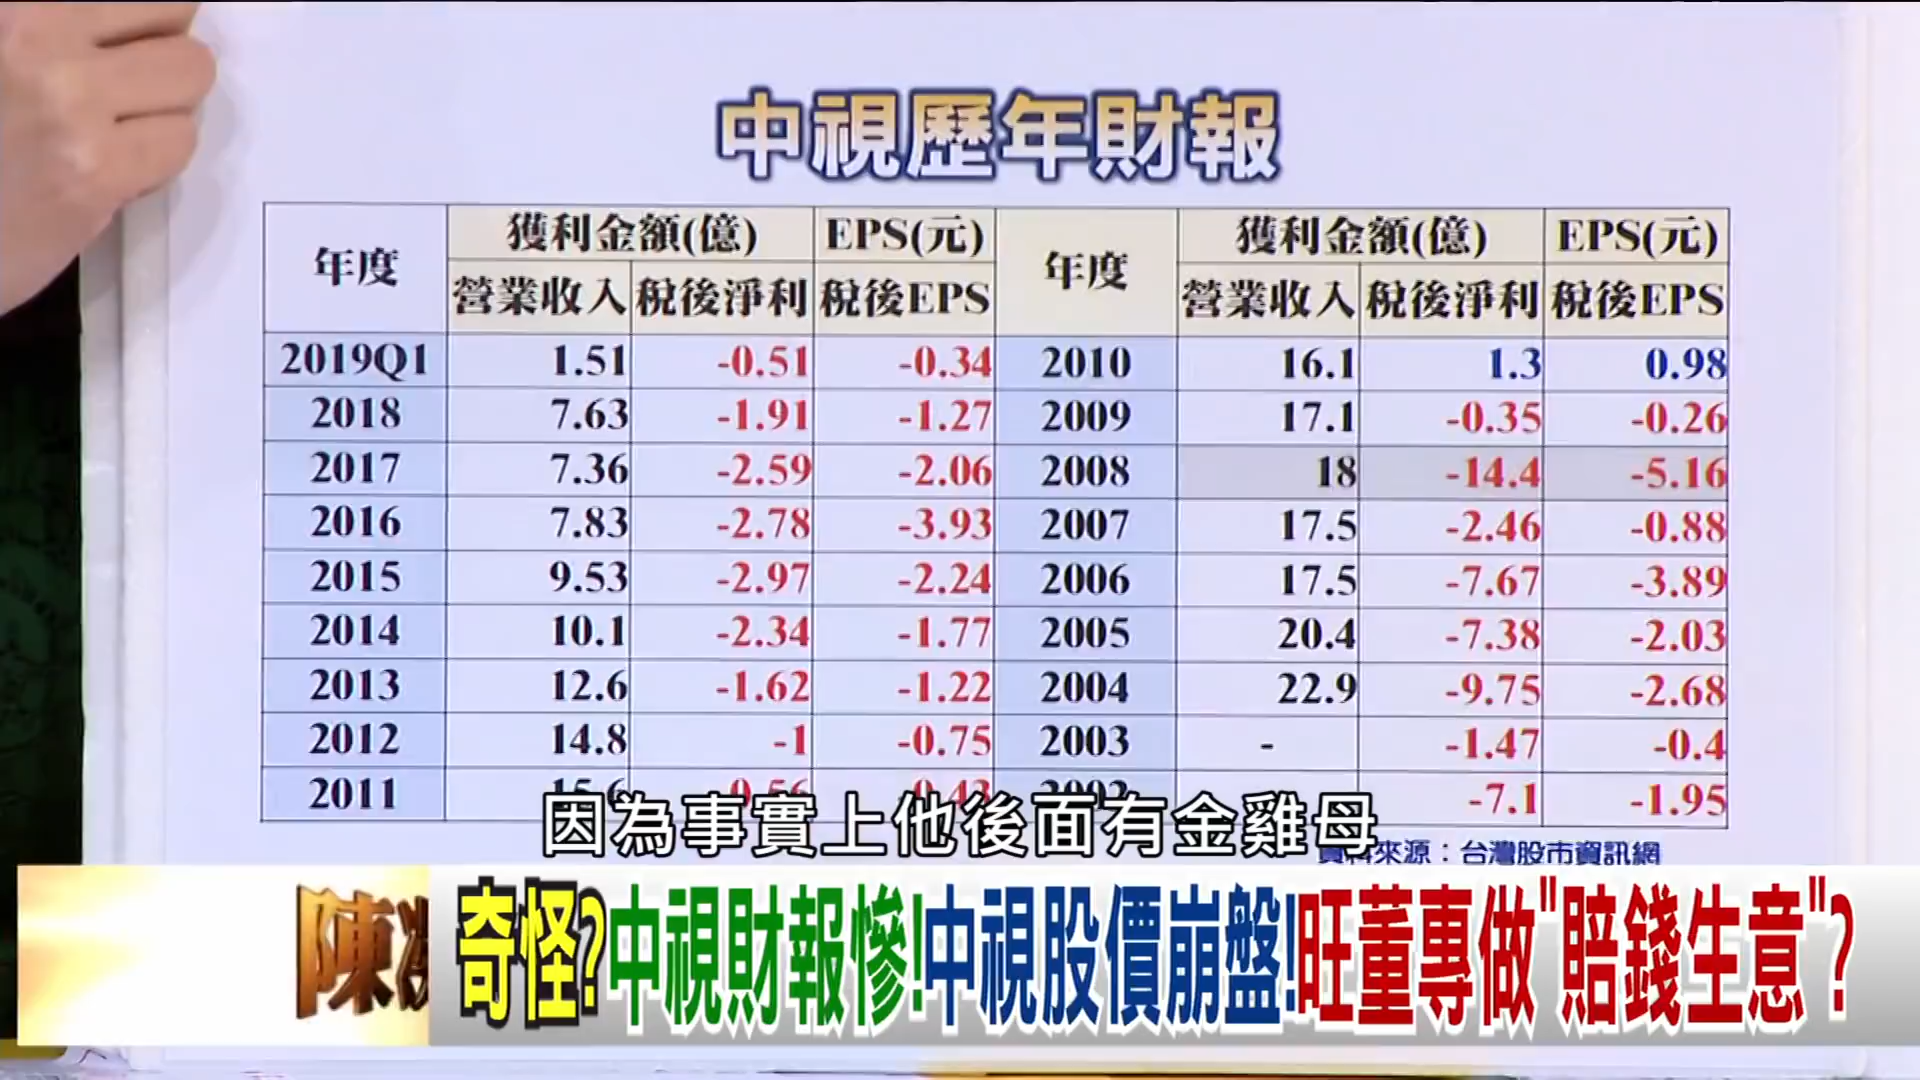 中視歷年財報
年度 獲利金額(億) EPS(元) 年度 獲利金額(億) EPS(元)
營業收入 稅後淨利 稅後EPS 營業收入 稅後淨利 稅後EPS
2019Q1 1.51 -0.51 -0.34 2010 16.1 1.3 0.98
2018 7.63 -1.91 -1.27 2009 17.1 -0.35 -0.26
2017 7.36 -2.59 -2.06 2008 18 -14.4 -5.16
2016 7.83 -2.78 -3.93 2007 17.5 -2.46 -0.88
2015 9.53 -2.97 -2.24 2006 17.5 -7.67 -3.89
2014 10.1 -2.34 -1.77 2005 20.4 -7.38 -2.03
2013 12.6 -1.62 -1.22 2004 22.9 -9.75 -2.68
2012 14.8 -1 -0.75 2003 - -1.47 -0.4
2011 15.6 -0.56 -0.43 2002 -7.1 -1.95
因為事實上他後面有金雞母
資料來源：台灣股市資訊網
陳
奇怪?中視財報慘!中視股價崩盤!旺董專做"賠錢生意"?